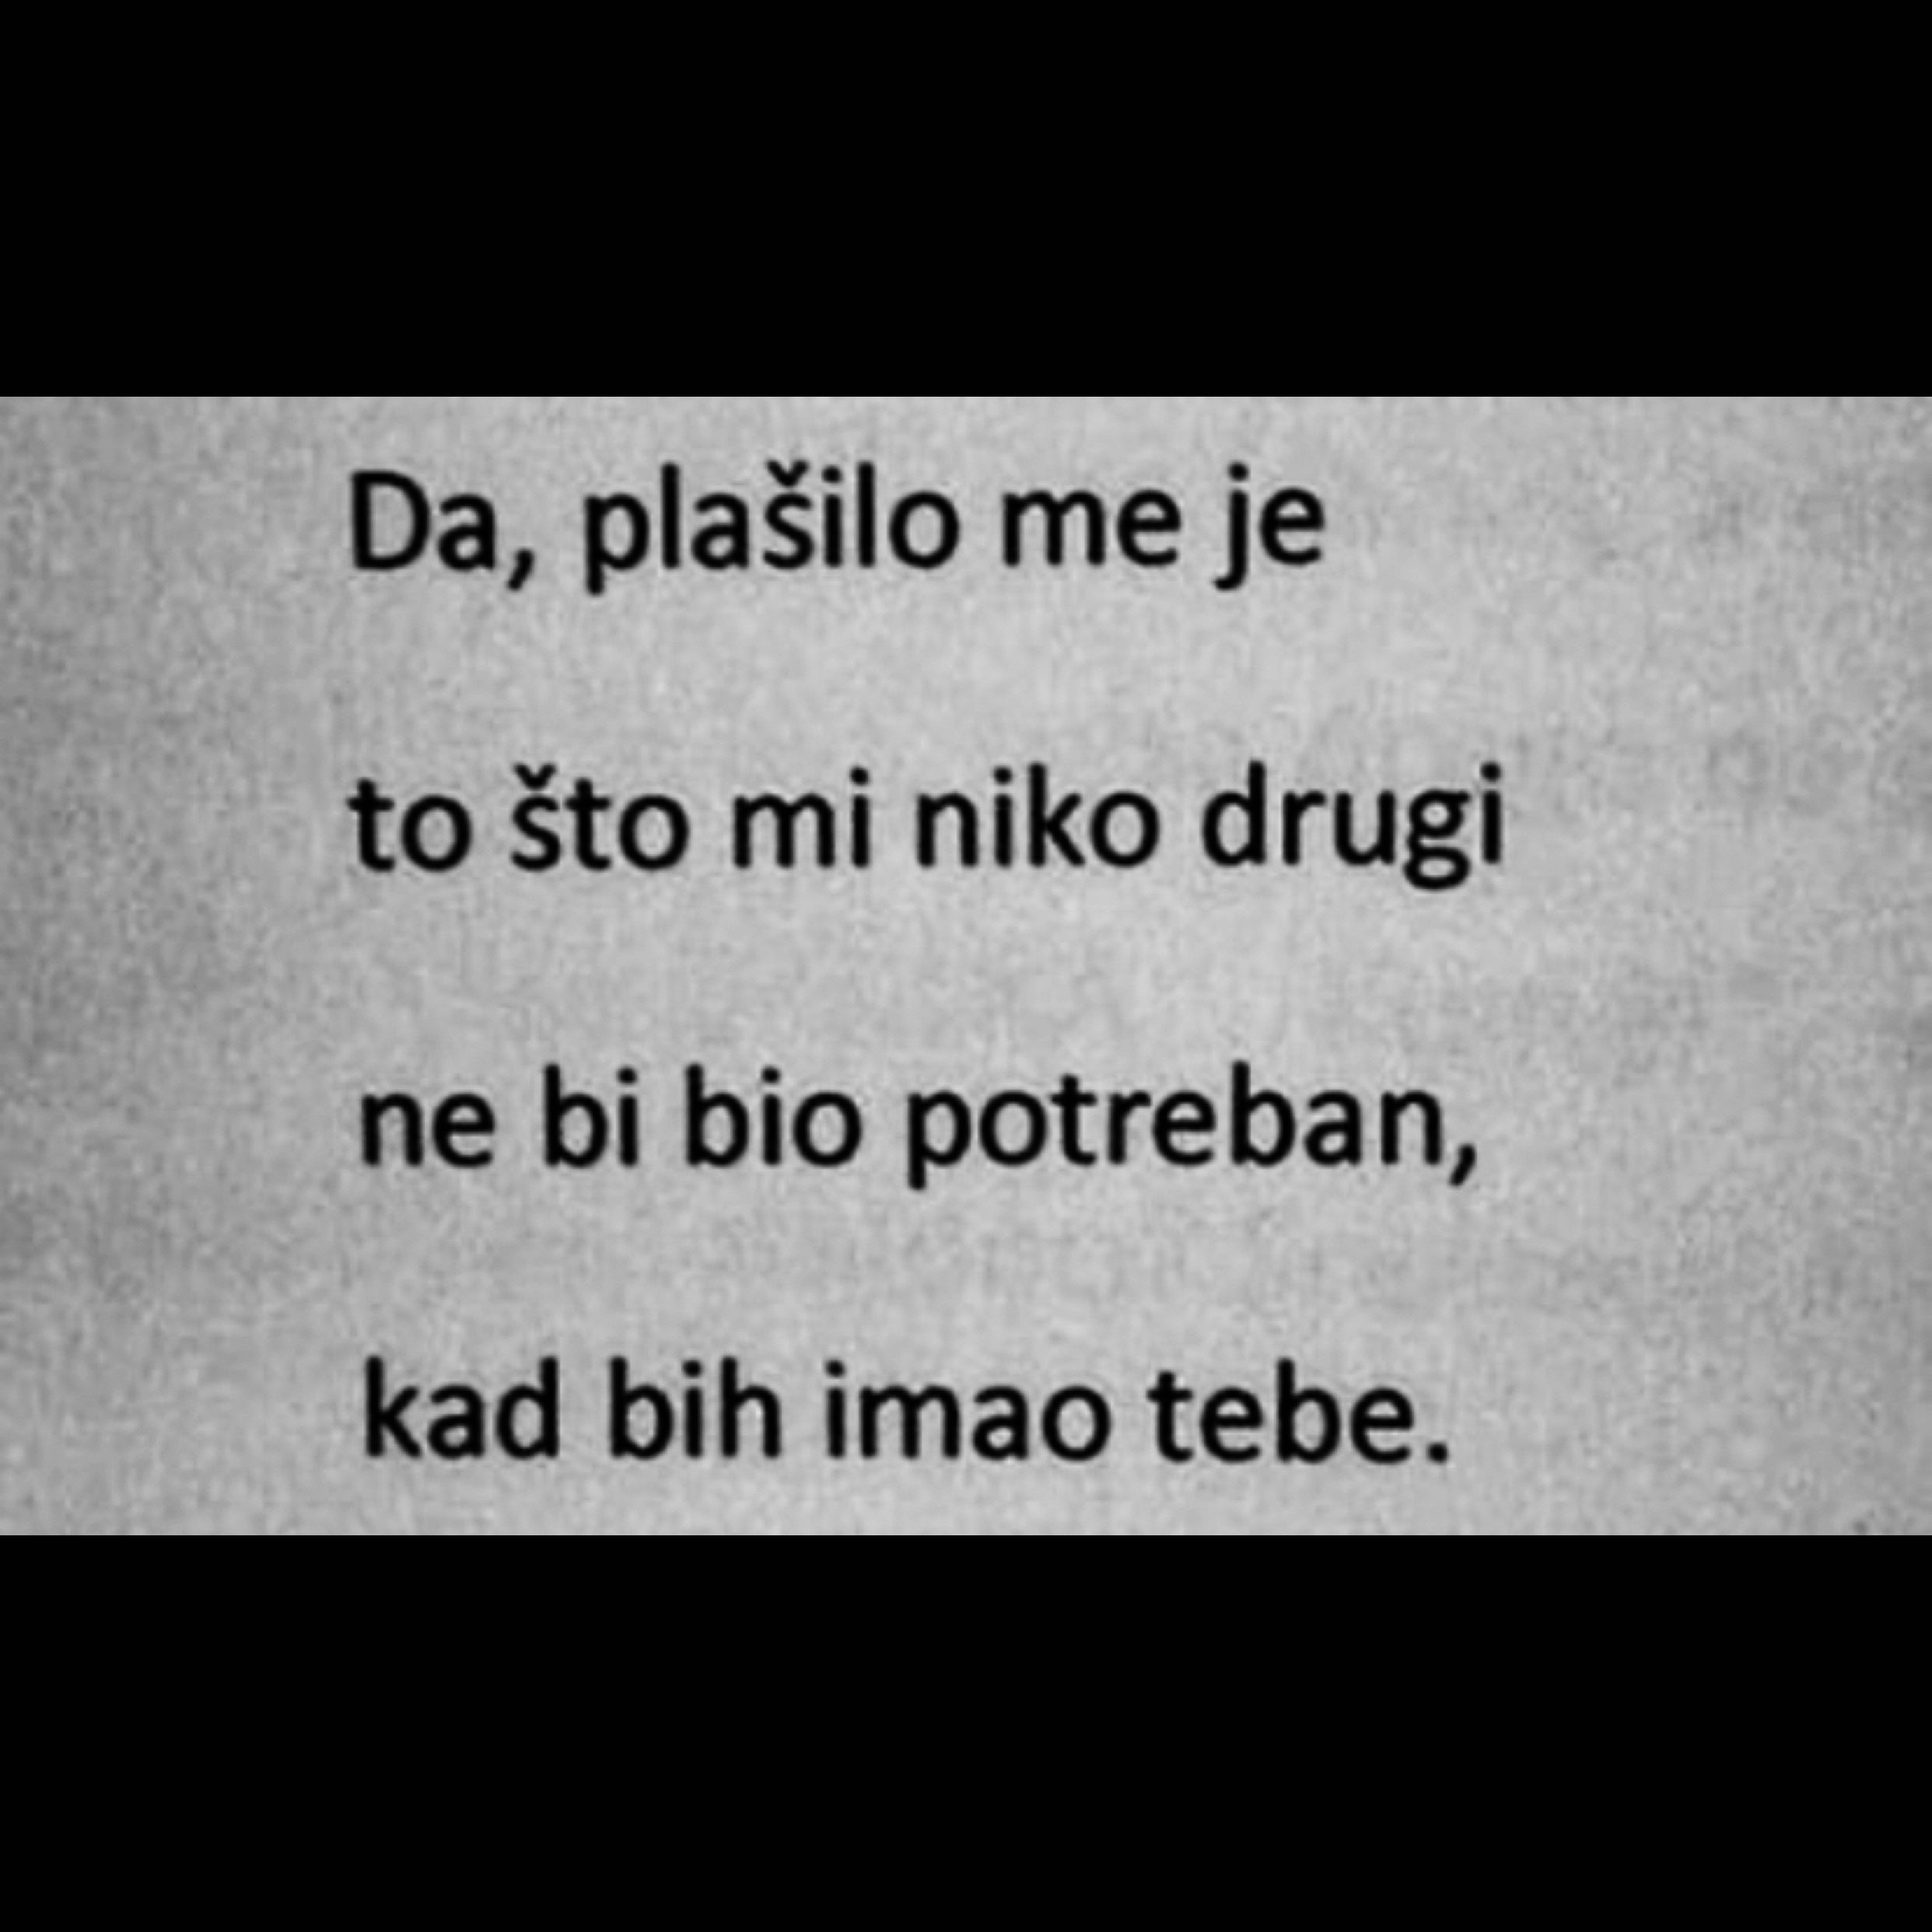 Da, plašilo me je
to što mi niko drugi
ne bi bio potreban,
kad bih imao tebe.